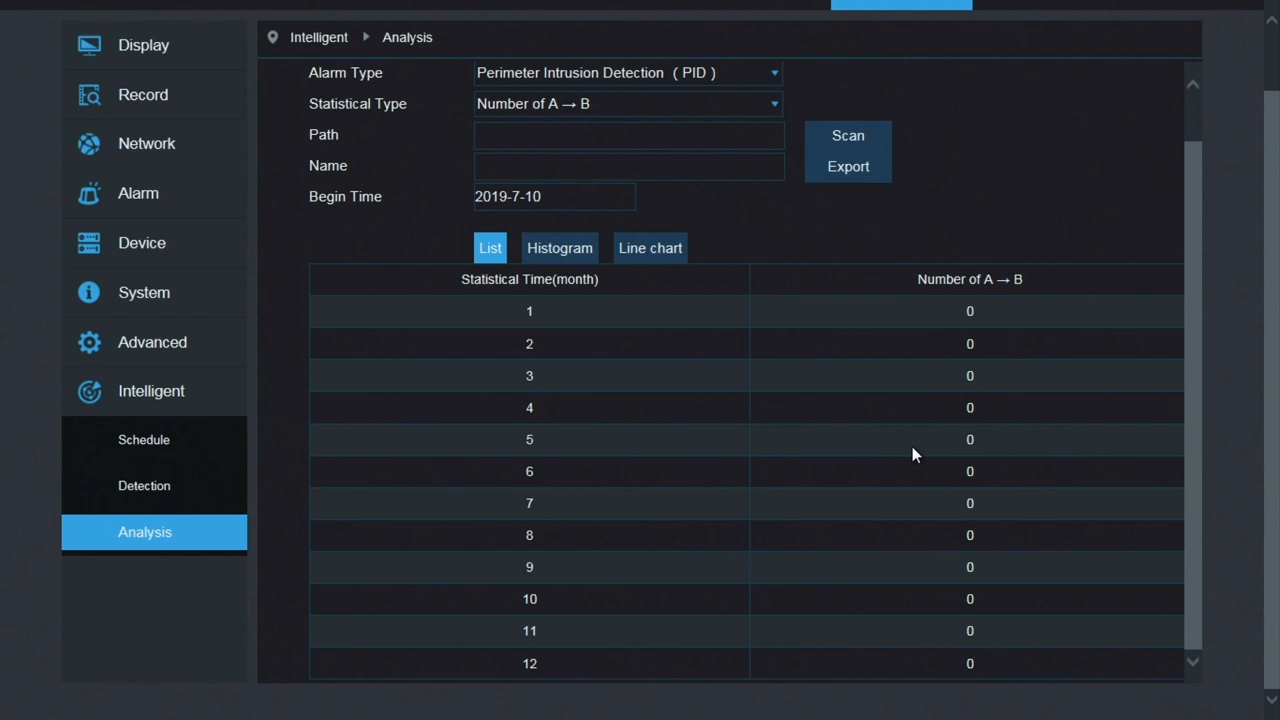 Display
Record
Network
Alarm
Device
System
Advanced
Intelligent
Schedule
Detection
Analysis
Intelligent Analysis
Alarm Type Perimeter Intrusion Detection ( PID )
Statistical Type Number of A → B
Path Scan
Name Export
Begin Time 2019-7-10
List Histogram Line chart
Statistical Time(month) Number of A → B
1 0
2 0
3 0
4 0
5 0
6 0
7 0
8 0
9 0
10 0
11 0
12 0